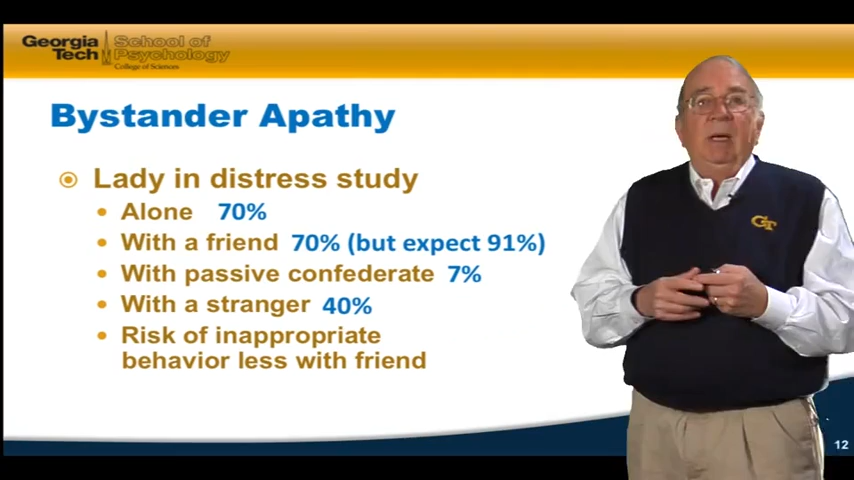 Georgia Tech
School of Psychology
College of Sciences
Bystander Apathy
Lady in distress study
Alone 70%
With a friend 70% (but expect 91%)
With passive confederate 7%
With a stranger 40%
Risk of inappropriate
behavior less with friend
GT
12